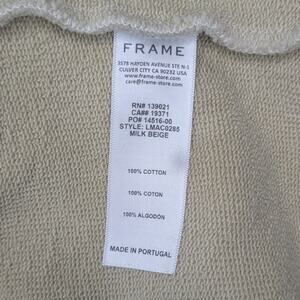 FRAME
3578 HAYDEN AVENUE STE N-1
CULVER CITY CA 90232 USA
www.frame-store.com
care@frame-store.com
RN# 139021
CA## 19371
PO# 14516-00
STYLE: LMAC0285
MILK BEIGE
100% COTTON
100% COTON
100% ALGODÓN
MADE IN PORTUGAL